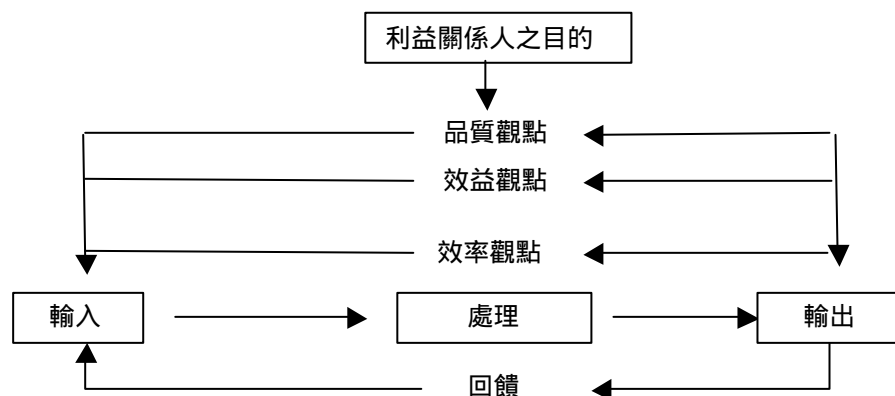 利益關係人之目的
品質觀點
效益觀點
效率觀點
輸入
處理
輸出
回饋